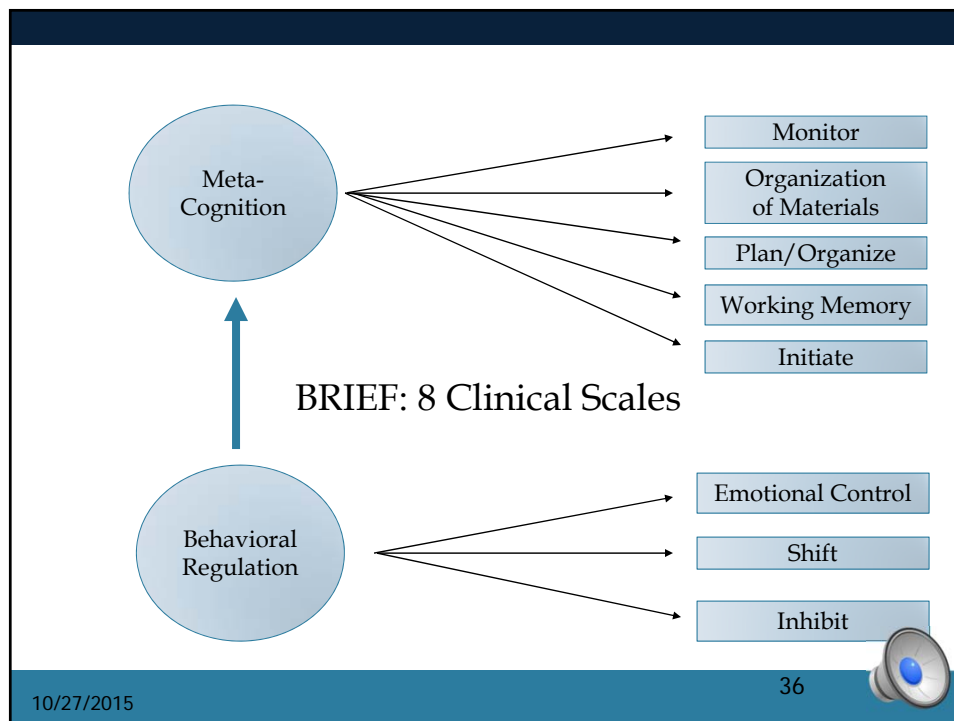 Meta-
Cognition
Monitor
Organization
of Materials
Plan/Organize
Working Memory
Initiate
BRIEF: 8 Clinical Scales
Behavioral
Regulation
Emotional Control
Shift
Inhibit
10/27/2015
36